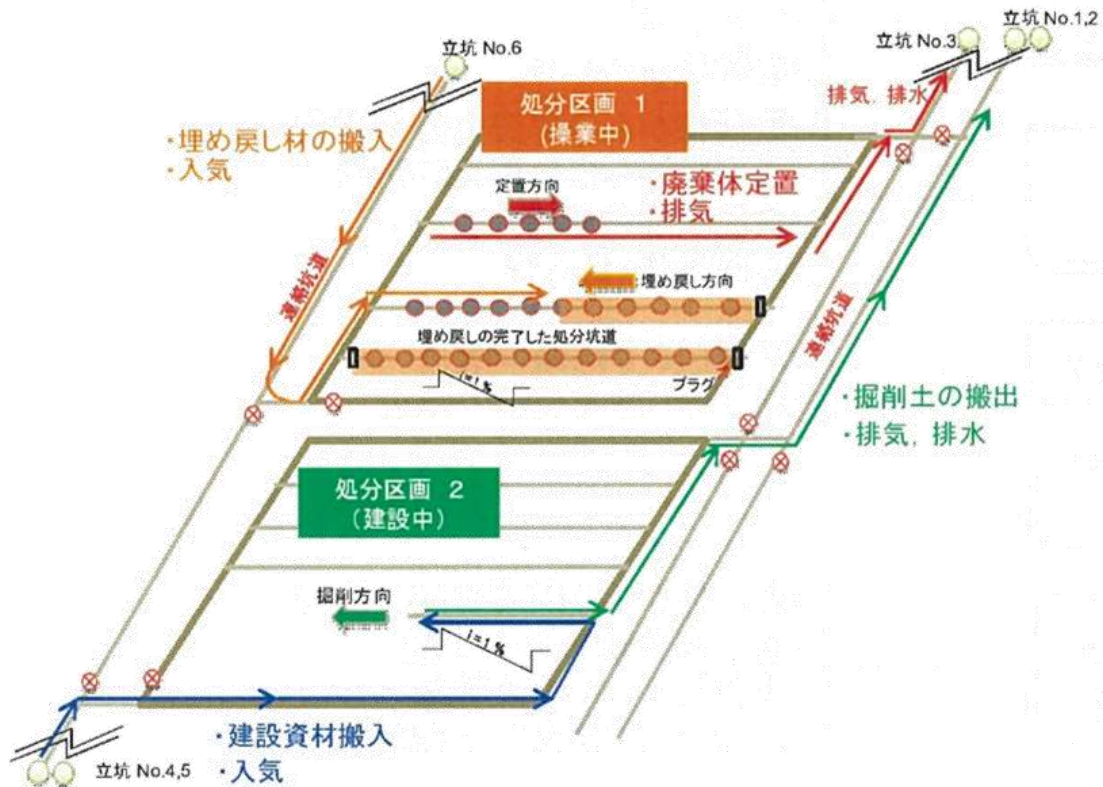 立坑 No.1,2
立坑 No.3
立坑 No.6
排気，排水
処分区画 1
(操業中)
・埋め戻し材の搬入
・入気
定置方向
・廃棄体定置
・排気
連絡坑道
埋め戻し方向
埋め戻しの完了した処分坑道
i=1%
プラグ
連絡坑道
・掘削土の搬出
・排気，排水
処分区画 2
(建設中)
掘削方向
i=1%
・建設資材搬入
・入気
立坑 No.4,5